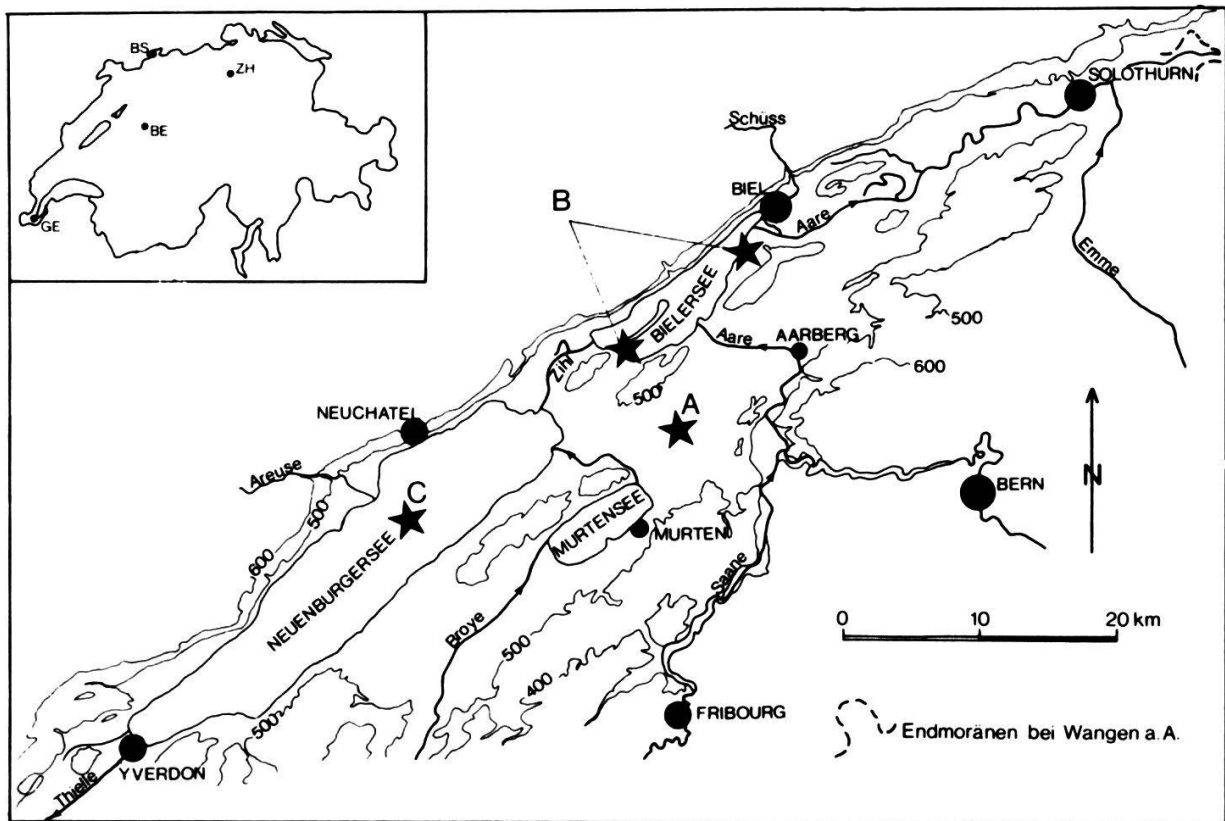 BS
ZH
BE
GE
SOLOTHURN
Schüss
BIEL
B
Aare
Emme
BIELERSEE
Zihl
Aare
AARBERG
500
600
500
A
NEUCHATEL
Areuse
C
500
600
N
BERN
MURTENSEE
MURTEN
NEUENBURGERSEE
Saane
Broye
0 10 20 km
500
400
500
FRIBOURG
Endmoränen bei Wangen a.A.
YVERDON
Thielle